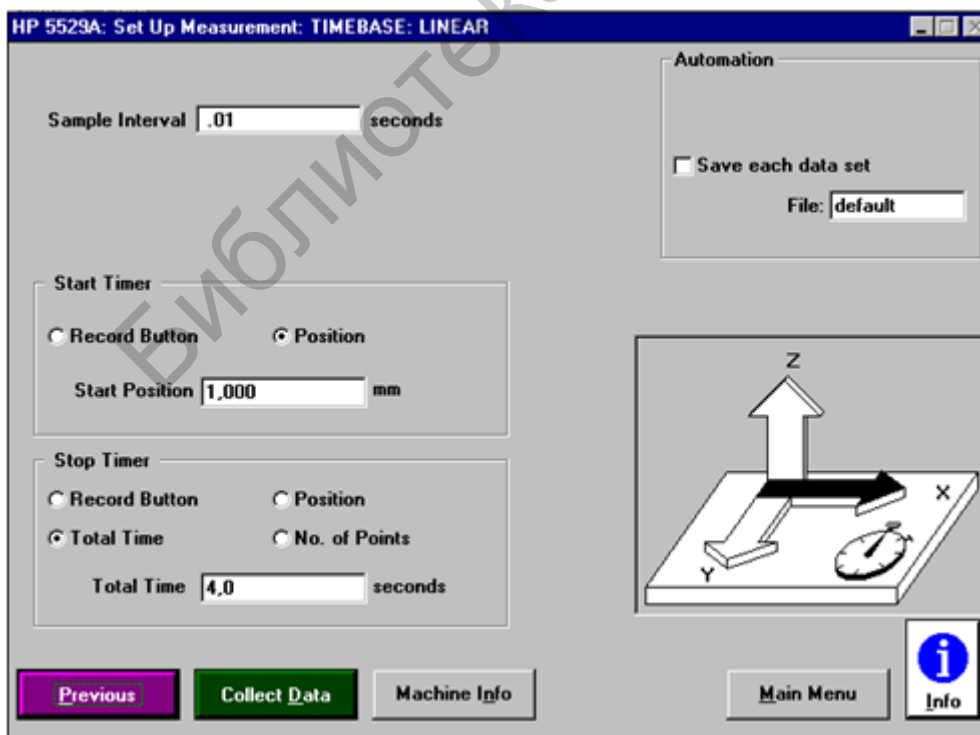 HP 5529A: Set Up Measurement: TIMEBASE: LINEAR
Sample Interval .01 seconds
Automation
Save each data set
File: default
Start Timer
Record Button Position
Start Position 1,000 mm
Stop Timer
Record Button Position
Total Time No. of Points
Total Time 4,0 seconds
Z
X
Y
Previous
Collect Data
Machine Info
Main Menu
Info